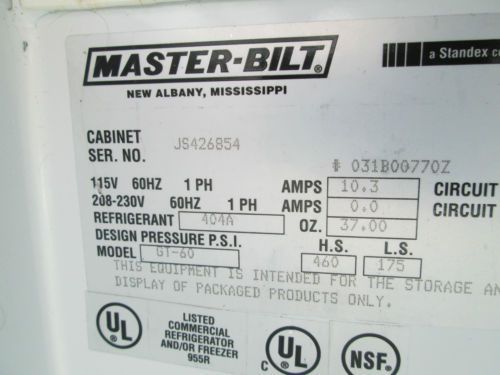 MASTER-BILT®
a Standex co
NEW ALBANY, MISSISSIPPI
CABINET
SER. NO. JS426854
# 031B00770Z
115V 60HZ 1 PH AMPS 10.3 CIRCUIT
208-230V 60HZ 1 PH AMPS 0.0 CIRCUIT
REFRIGERANT 404A OZ. 37.00
DESIGN PRESSURE P.S.I. H.S. L.S.
MODEL GT-60 460 175
THIS EQUIPMENT IS INTENDED FOR THE STORAGE AN
DISPLAY OF PACKAGED PRODUCTS ONLY.
UL
LISTED
COMMERCIAL
REFRIGERATOR
AND/OR FREEZER
955R
C UL
NSF®